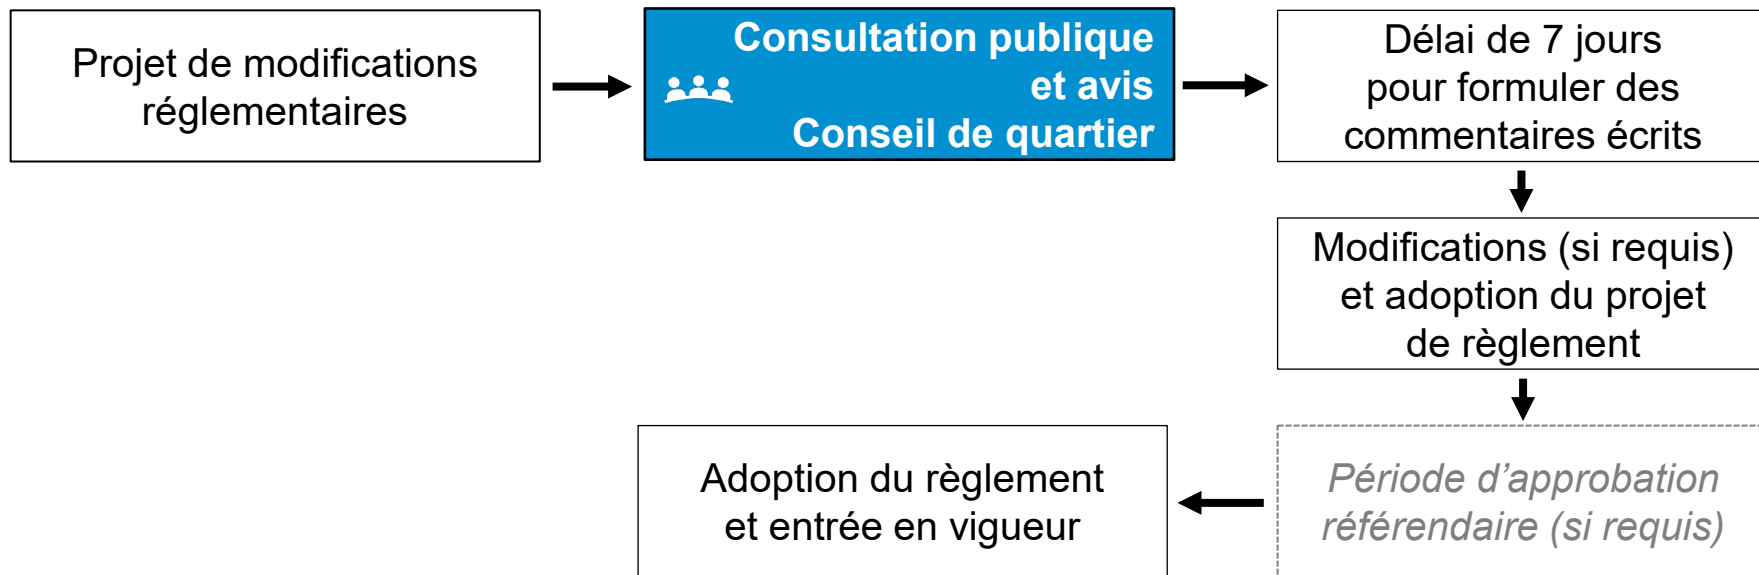 Projet de modifications
réglementaires
Consultation publique
et avis
Conseil de quartier
Délai de 7 jours
pour formuler des
commentaires écrits
Modifications (si requis)
et adoption du projet
de règlement
Période d’approbation
référendaire (si requis)
Adoption du règlement
et entrée en vigueur